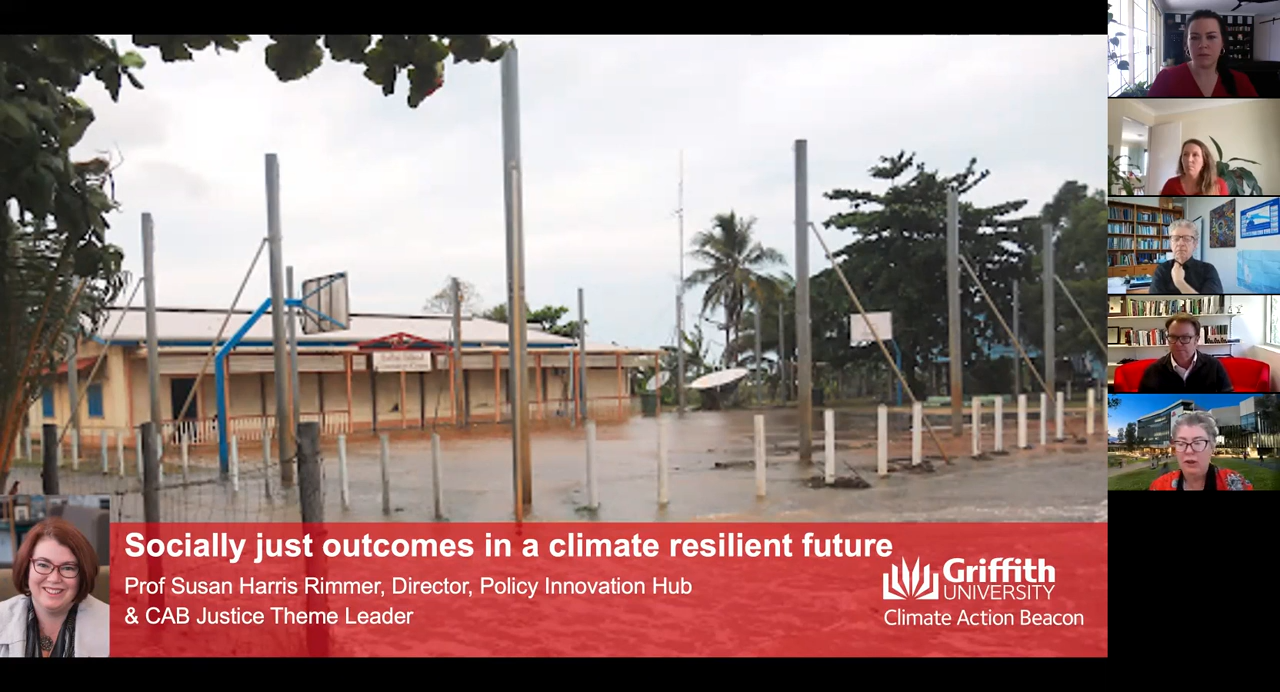 Socially just outcomes in a climate resilient future
Prof Susan Harris Rimmer, Director, Policy Innovation Hub
& CAB Justice Theme Leader
Griffith
UNIVERSITY
Climate Action Beacon